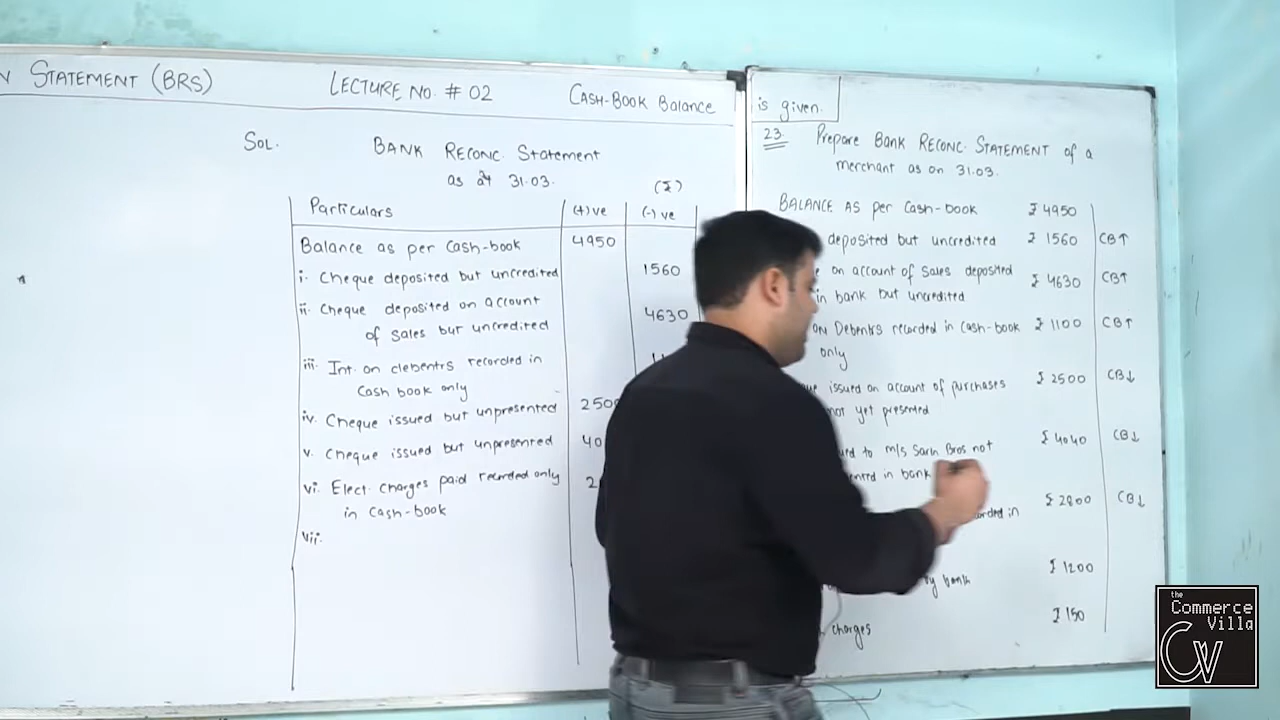 N STATEMENT (BRS)
LECTURE NO. # 02
CASH-BOOK Balance
is given.
SOL.
BANK RECONC. Statement
as at 31.03.
(₹)
Particulars (+)ve (-)ve
Balance as per cash-book 4950
i. Cheque deposited but uncredited 1560
ii. Cheque deposited on account
of sales but uncredited 4630
iii. Int. on debentrs recorded in
Cash book only
iv. Cheque issued but unpresented 2500
v. Cheque issued but unpresented 40
vi. Elect. charges paid recorded only
in Cash-book
vii.
23. Prepare BANK RECONC. STATEMENT of a
merchant as on 31.03.
BALANCE AS per Cash-book ₹ 4950
deposited but uncredited ₹ 1560 CB↑
on account of sales deposited
in bank but uncredited ₹ 4630 CB↑
ON Debentrs recorded in cash-book ₹ 1100 CB↑
only
issued on account of purchases ₹ 2500 CB↓
not yet presented
to m/s Sarin Bros not ₹ 4040 CB↓
in bank
in ₹ 2800 CB↓
by bank ₹ 1200
charges ₹ 150
the
Commerce
Villa
CV